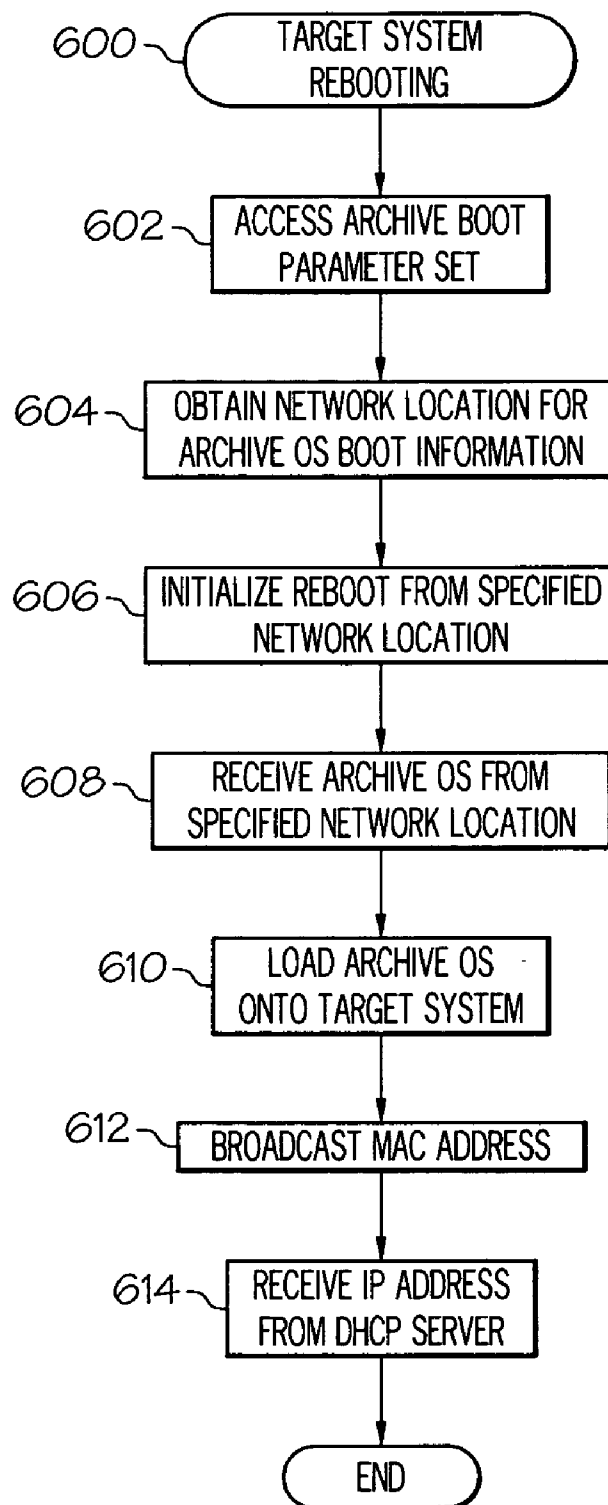 600
TARGET SYSTEM
REBOOTING
602
ACCESS ARCHIVE BOOT
PARAMETER SET
604
OBTAIN NETWORK LOCATION FOR
ARCHIVE OS BOOT INFORMATION
606
INITIALIZE REBOOT FROM SPECIFIED
NETWORK LOCATION
608
RECEIVE ARCHIVE OS FROM
SPECIFIED NETWORK LOCATION
610
LOAD ARCHIVE OS
ONTO TARGET SYSTEM
612
BROADCAST MAC ADDRESS
614
RECEIVE IP ADDRESS
FROM DHCP SERVER
END